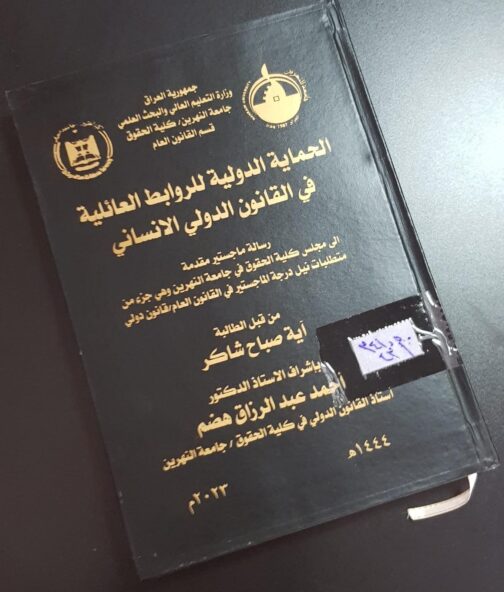 جمهورية العراق
وزارة التعليم العالي والبحث العلمي
جامعة النهرين / كلية الحقوق
قسم القانون العام
الحماية الدولية للروابط العائلية
في القانون الدولي الانساني
رسالة ماجستير مقدمة
الى مجلس كلية الحقوق في جامعة النهرين وهي جزء من
متطلبات نيل درجة الماجستير في القانون العام/قانون دولي
من قبل الطالبة
آية صباح شاكر
بإشراف الاستاذ الدكتور
أحمد عبد الرزاق هضم
أستاذ القانون الدولي في كلية الحقوق / جامعة النهرين
١٤٤٤هـ
٢٠٢٣م